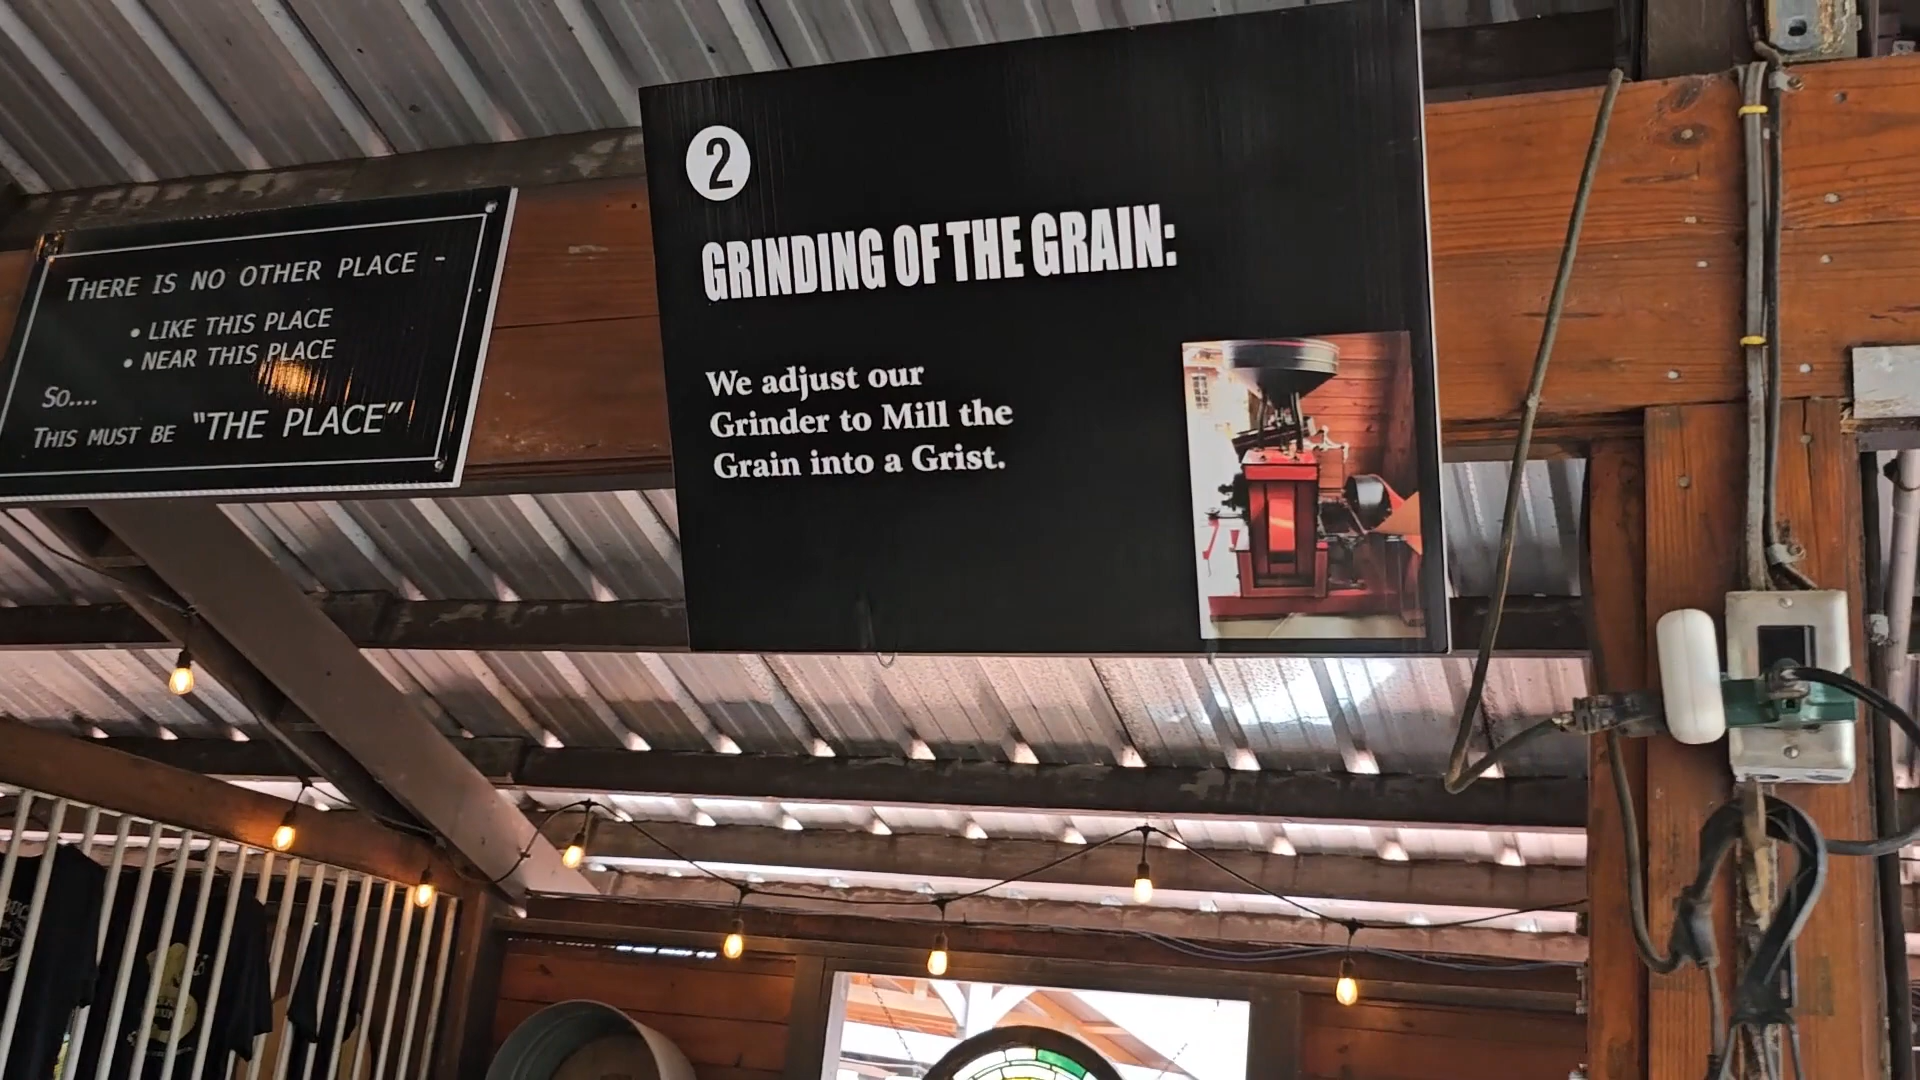 THERE IS NO OTHER PLACE -
• LIKE THIS PLACE
• NEAR THIS PLACE
SO....
THIS MUST BE "THE PLACE"
2
GRINDING OF THE GRAIN:
We adjust our
Grinder to Mill the
Grain into a Grist.